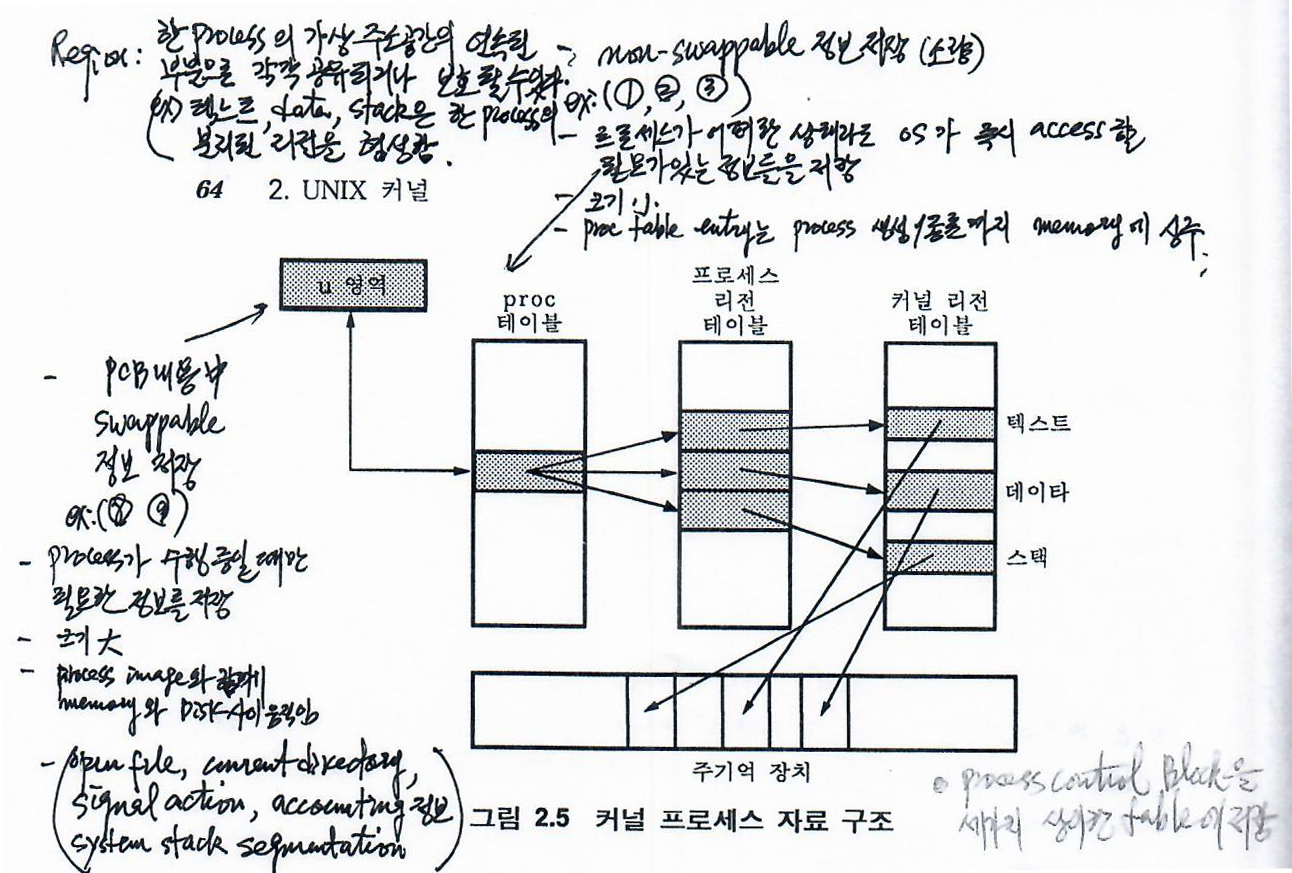 Region: 한 process의 가상 주소공간의 연속된
부분으로 각각 공유되거나 보호될 수 있다.
ex) 텍스트, data, stack은 한 process의
분리된 리전을 형성함.
- non-swappable 정보 저장 (소량)
ex: (①, ②, ③)
- 프로세스가 어떠한 상태라도 OS가 즉시 access할
필요가 있는 정보들을 저장
- 크기 小
- proc table entry는 process 생성/종료까지 memory에 상주.
64 2. UNIX 커널
u 영역
proc
테이블
프로세스
리전
테이블
커널 리전
테이블
텍스트
데이타
스택
- PCB 내용 中
swappable
정보 저장
ex: (⑧ ⑨)
- process가 수행중일 때만
필요한 정보를 저장
- 크기 大
- process image와 함께
memory와 Disk사이 움직임
- (open file, current directory,
signal action, accounting 정보
system stack segmentation)
주기억 장치
그림 2.5 커널 프로세스 자료 구조
process control Block을
세가지 상이한 table에 저장